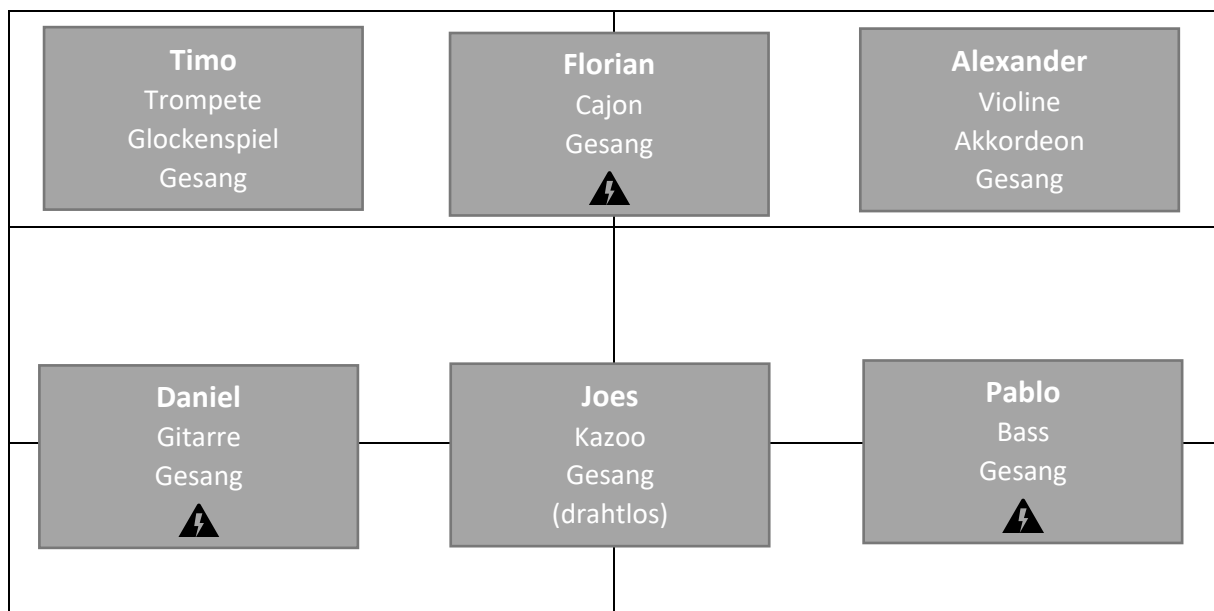 Timo
Trompete
Glockenspiel
Gesang
Florian
Cajon
Gesang
Alexander
Violine
Akkordeon
Gesang
Daniel
Gitarre
Gesang
Joes
Kazoo
Gesang
(drahtlos)
Pablo
Bass
Gesang